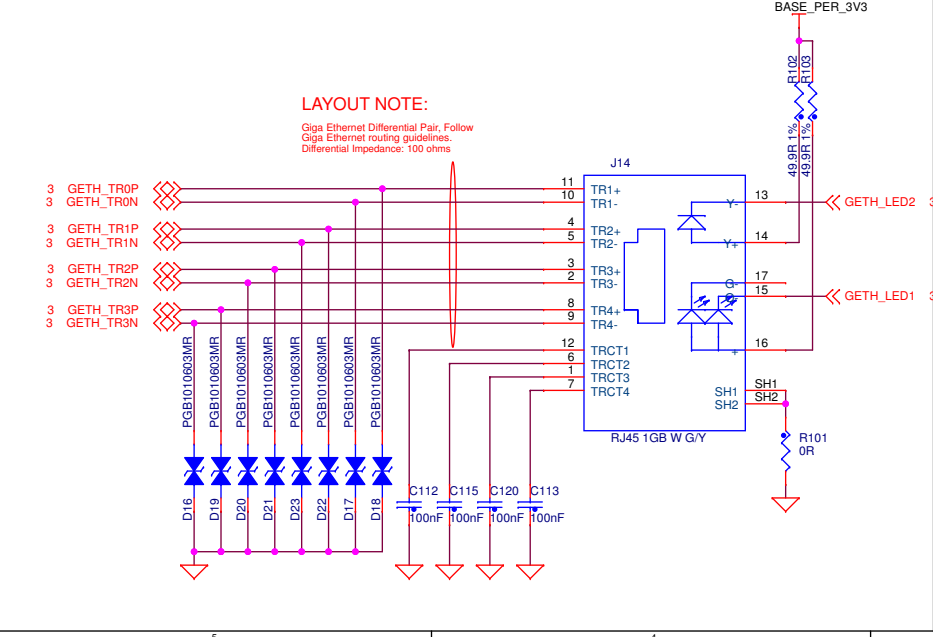 BASE_PER_3V3
R102
R103
49.9R 1%
49.9R 1%
LAYOUT NOTE:
Giga Ethernet Differential Pair, Follow
Giga Ethernet routing guidelines.
Differential Impedance: 100 ohms
J14
3 GETH_TR0P
3 GETH_TR0N
3 GETH_TR1P
3 GETH_TR1N
3 GETH_TR2P
3 GETH_TR2N
3 GETH_TR3P
3 GETH_TR3N
11 TR1+
10 TR1-
4 TR2+
5 TR2-
3 TR3+
2 TR3-
8 TR4+
9 TR4-
12 TRCT1
6 TRCT2
1 TRCT3
7 TRCT4
Y- 13 GETH_LED2
Y+ 14
G- 17
15 GETH_LED1
+ 16
SH1 SH1
SH2 SH2
RJ45 1GB W G/Y
R101
0R
PGB1010603MR
PGB1010603MR
PGB1010603MR
PGB1010603MR
PGB1010603MR
PGB1010603MR
PGB1010603MR
PGB1010603MR
D16
D19
D20
D21
D23
D22
D17
D18
C112
100nF
C115
100nF
C120
100nF
C113
100nF